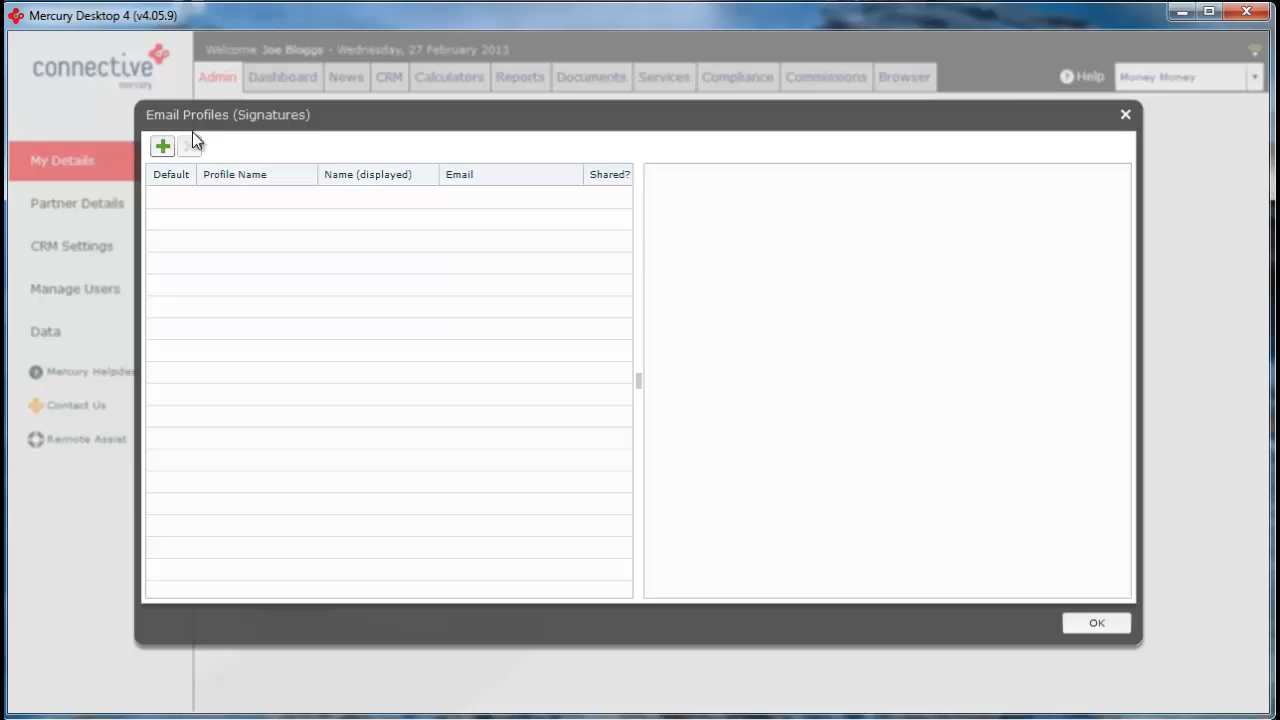 Mercury Desktop 4 (v4.05.9)
connective
mercury
Welcome Joe Bloggs - Wednesday, 27 February 2013
Admin Dashboard News CRM Calculators Reports Documents Services Compliance Commissions Browser Help Money Money
Email Profiles (Signatures)
My Details
Partner Details
CRM Settings
Manage Users
Data
Mercury Helpdes
Contact Us
Remote Assist
Default Profile Name Name (displayed) Email Shared?
OK